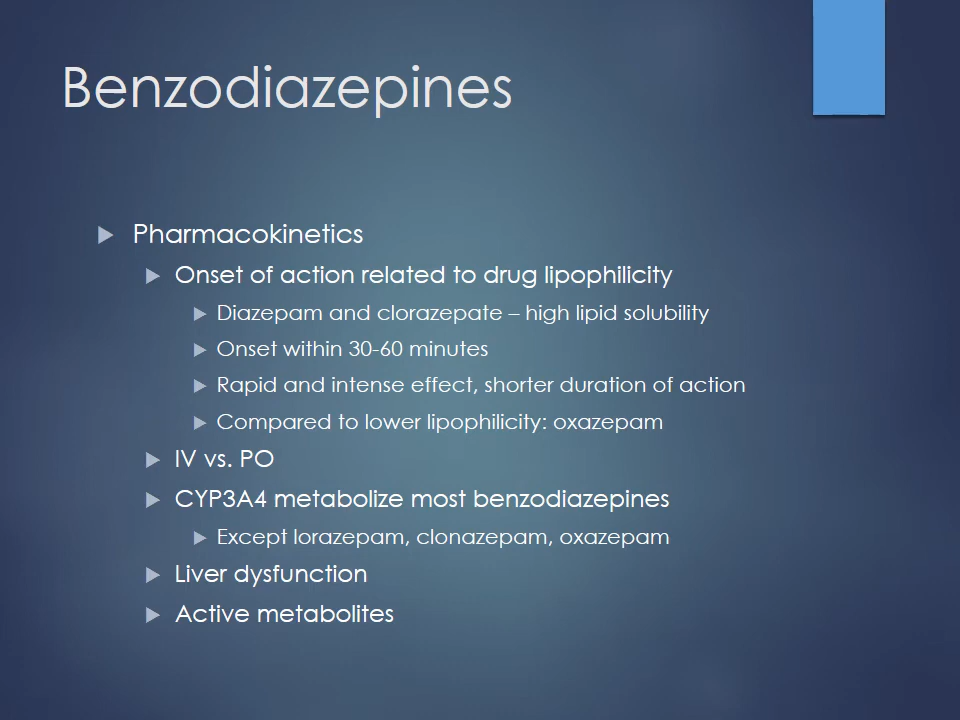 Benzodiazepines
Pharmacokinetics
Onset of action related to drug lipophilicity
Diazepam and clorazepate – high lipid solubility
Onset within 30-60 minutes
Rapid and intense effect, shorter duration of action
Compared to lower lipophilicity: oxazepam
IV vs. PO
CYP3A4 metabolize most benzodiazepines
Except lorazepam, clonazepam, oxazepam
Liver dysfunction
Active metabolites